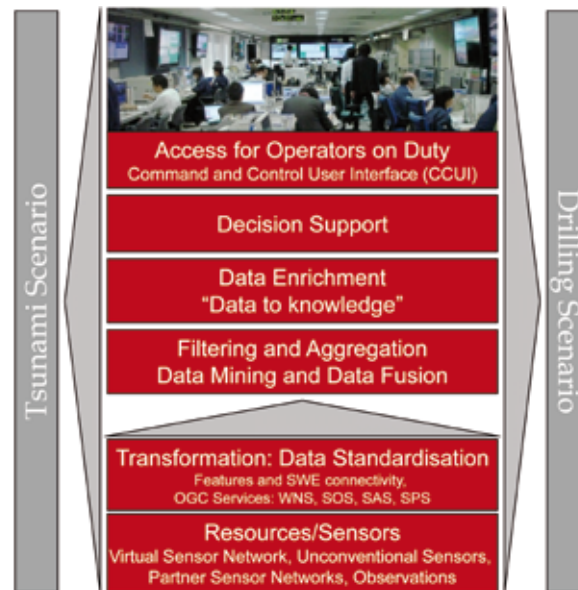 Tsunami Scenario
Access for Operators on Duty
Command and Control User Interface (CCUI)
Decision Support
Data Enrichment
“Data to knowledge”
Filtering and Aggregation
Data Mining and Data Fusion
Transformation: Data Standardisation
Features and SWE connectivity,
OGC Services: WNS, SOS, SAS, SPS
Resources/Sensors
Virtual Sensor Network, Unconventional Sensors,
Partner Sensor Networks, Observations
Drilling Scenario